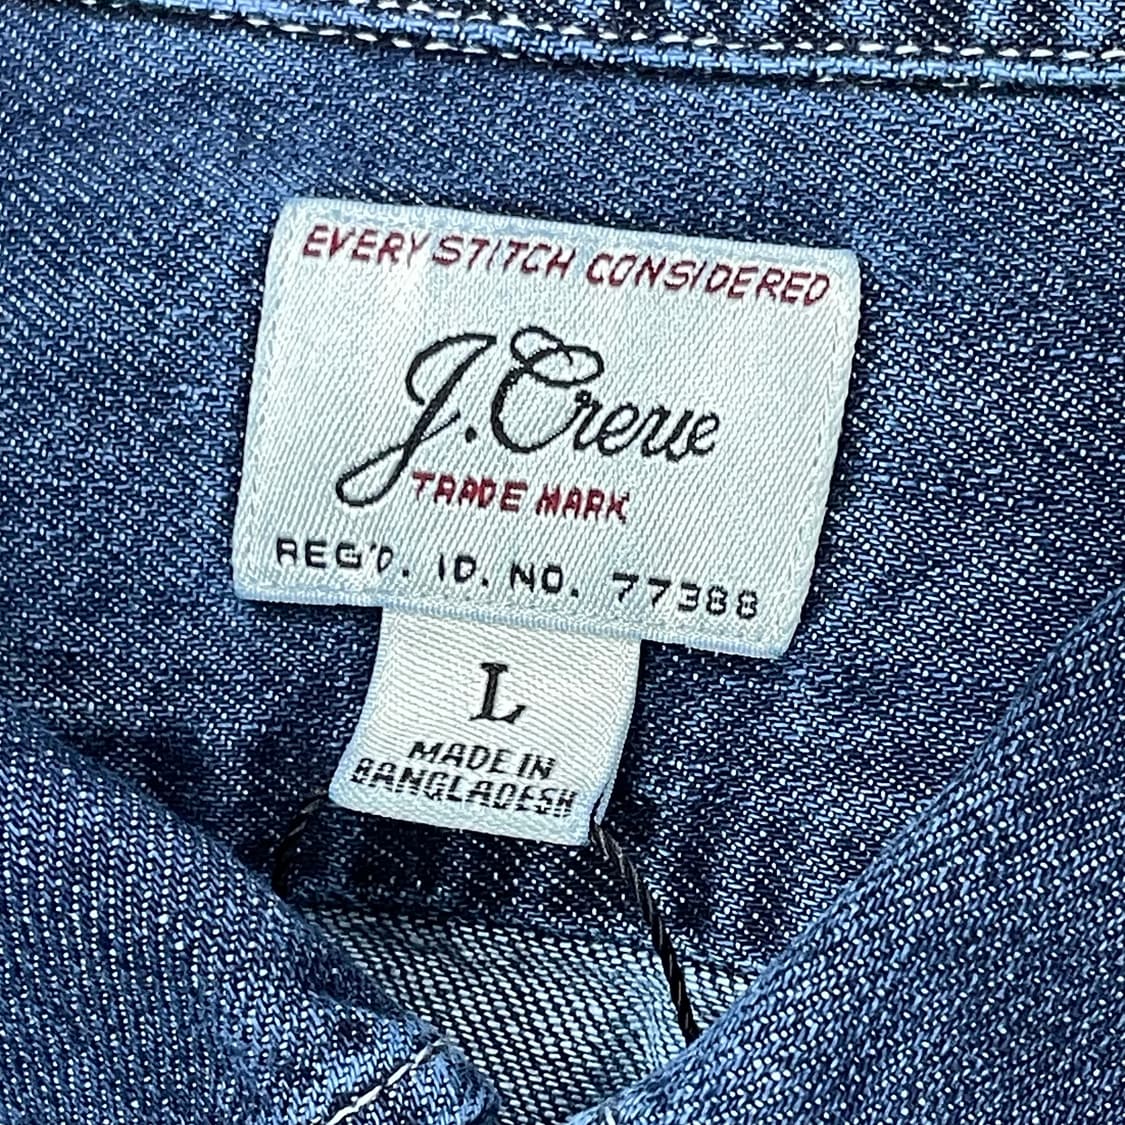 EVERY STITCH CONSIDERED
J.Crew
TRADE MARK
REG'D. ID. NO. 77388
L
MADE IN
BANGLADESH